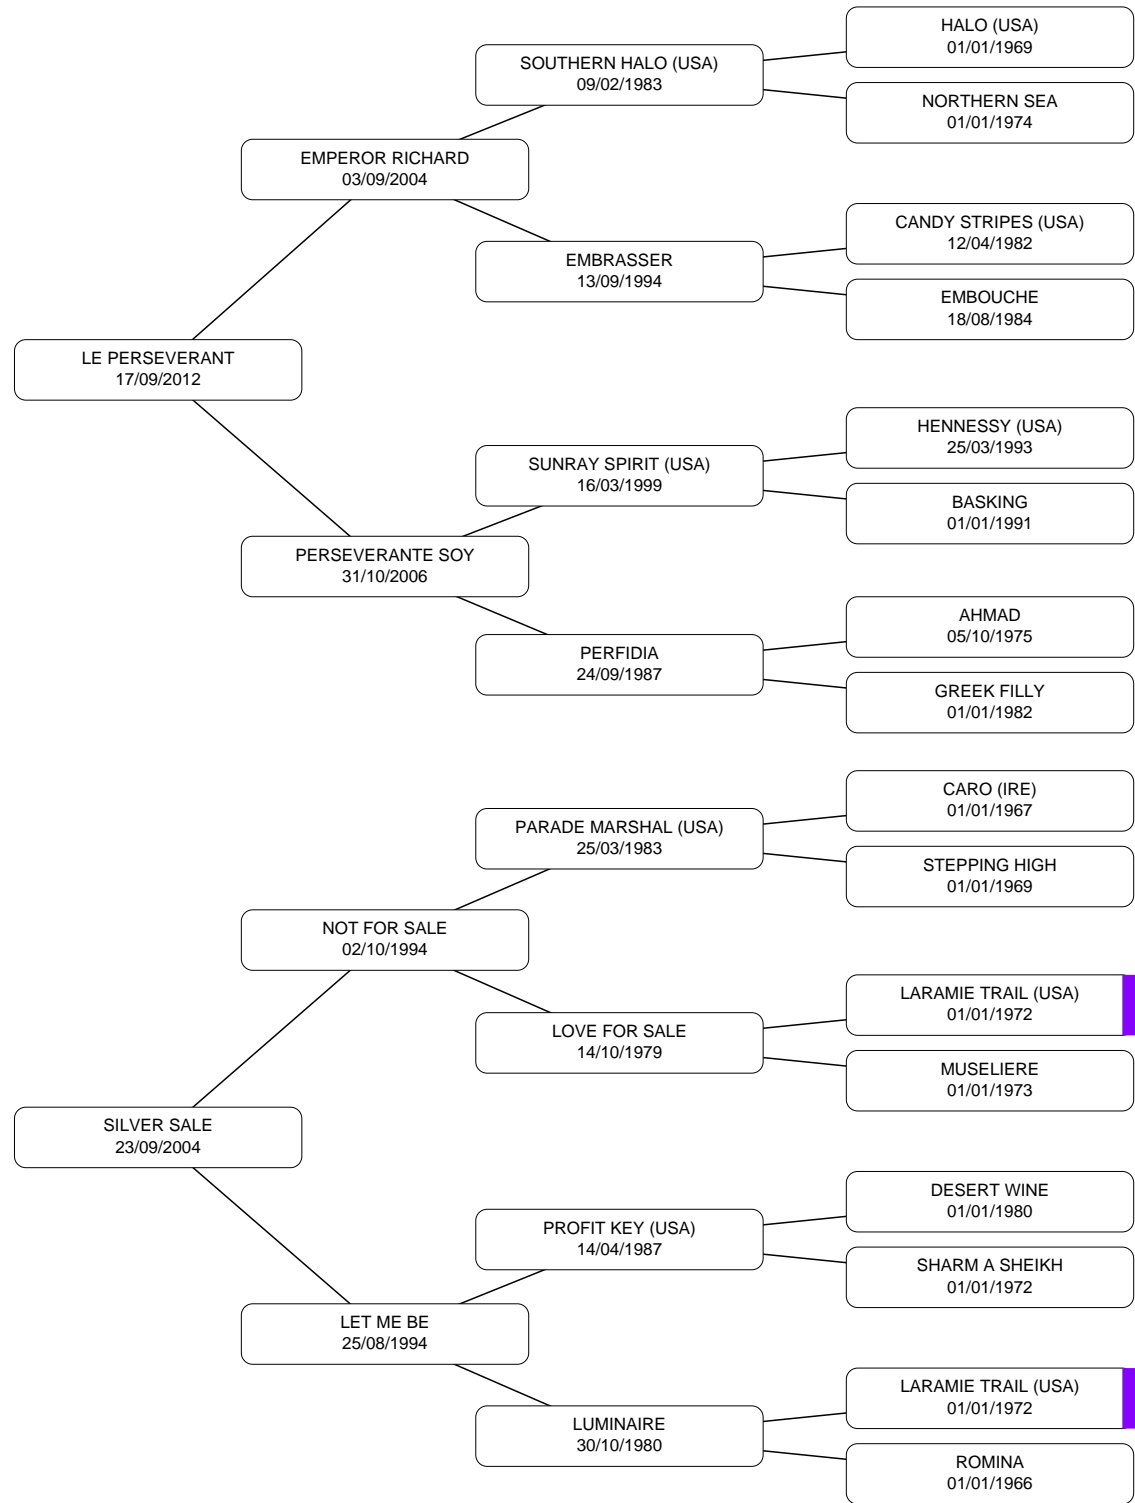 HALO (USA)
01/01/1969
SOUTHERN HALO (USA)
09/02/1983
NORTHERN SEA
01/01/1974
EMPEROR RICHARD
03/09/2004
CANDY STRIPES (USA)
12/04/1982
EMBRASSER
13/09/1994
EMBOUCHE
18/08/1984
LE PERSEVERANT
17/09/2012
HENNESSY (USA)
25/03/1993
SUNRAY SPIRIT (USA)
16/03/1999
BASKING
01/01/1991
PERSEVERANTE SOY
31/10/2006
AHMAD
05/10/1975
PERFIDIA
24/09/1987
GREEK FILLY
01/01/1982
CARO (IRE)
01/01/1967
PARADE MARSHAL (USA)
25/03/1983
STEPPING HIGH
01/01/1969
NOT FOR SALE
02/10/1994
LARAMIE TRAIL (USA)
01/01/1972
LOVE FOR SALE
14/10/1979
MUSELIERE
01/01/1973
SILVER SALE
23/09/2004
DESERT WINE
01/01/1980
PROFIT KEY (USA)
14/04/1987
SHARM A SHEIKH
01/01/1972
LET ME BE
25/08/1994
LARAMIE TRAIL (USA)
01/01/1972
LUMINAIRE
30/10/1980
ROMINA
01/01/1966